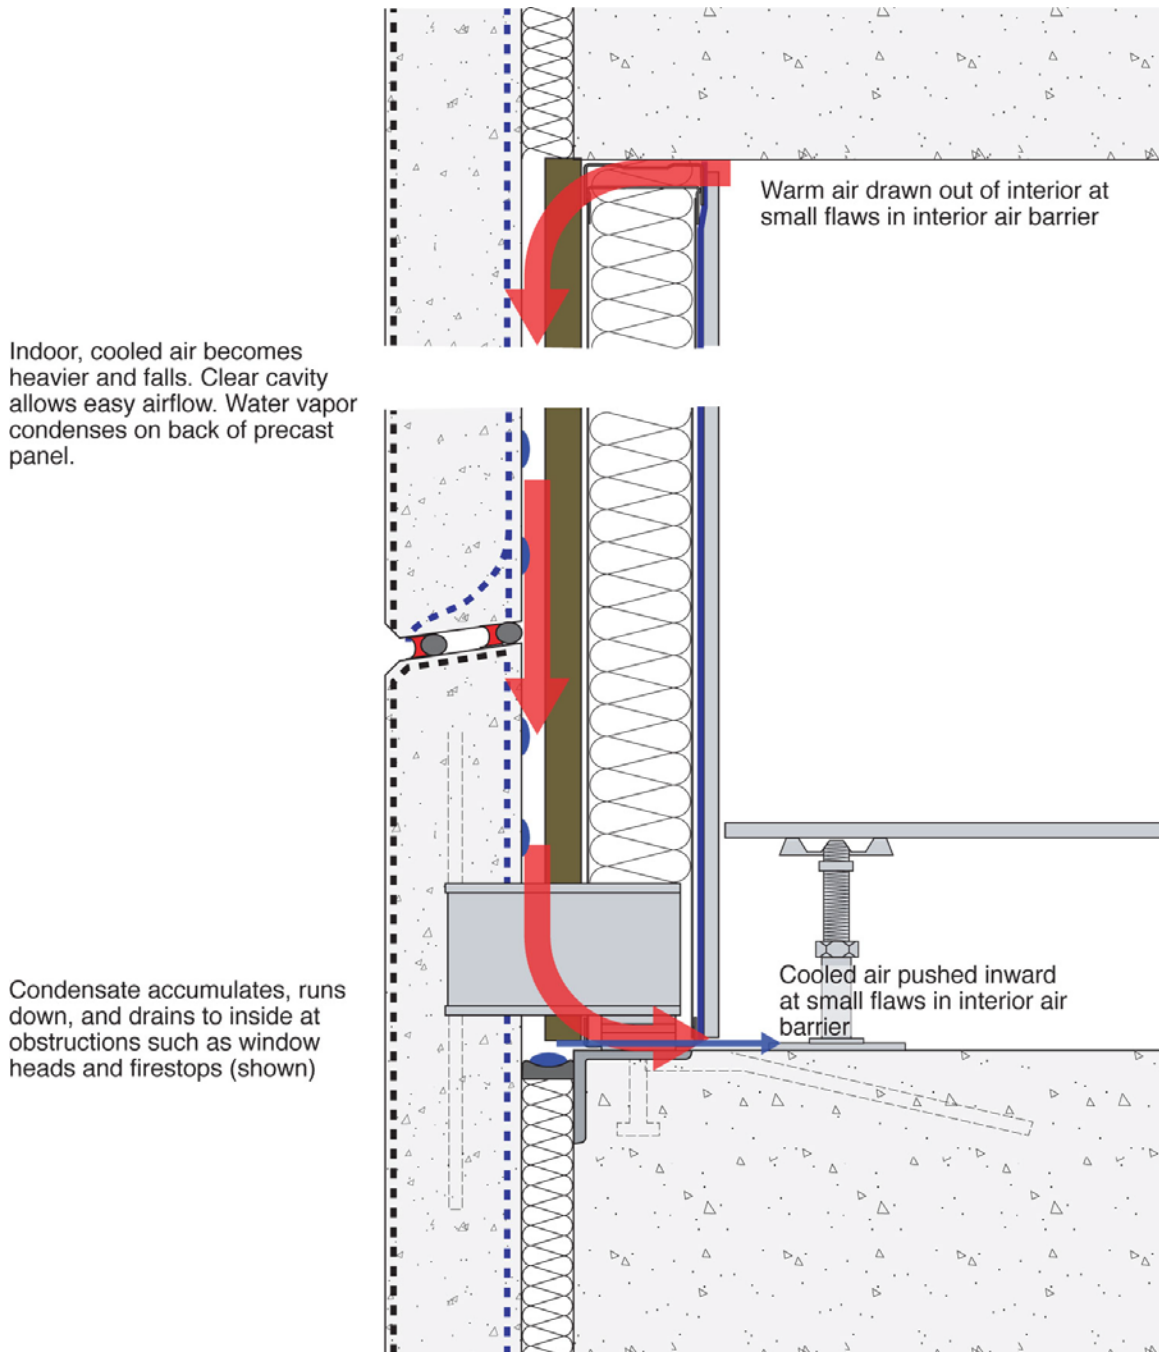 Warm air drawn out of interior at
small flaws in interior air barrier
Indoor, cooled air becomes
heavier and falls. Clear cavity
allows easy airflow. Water vapor
condenses on back of precast
panel.
Cooled air pushed inward
at small flaws in interior air
barrier
Condensate accumulates, runs
down, and drains to inside at
obstructions such as window
heads and firestops (shown)